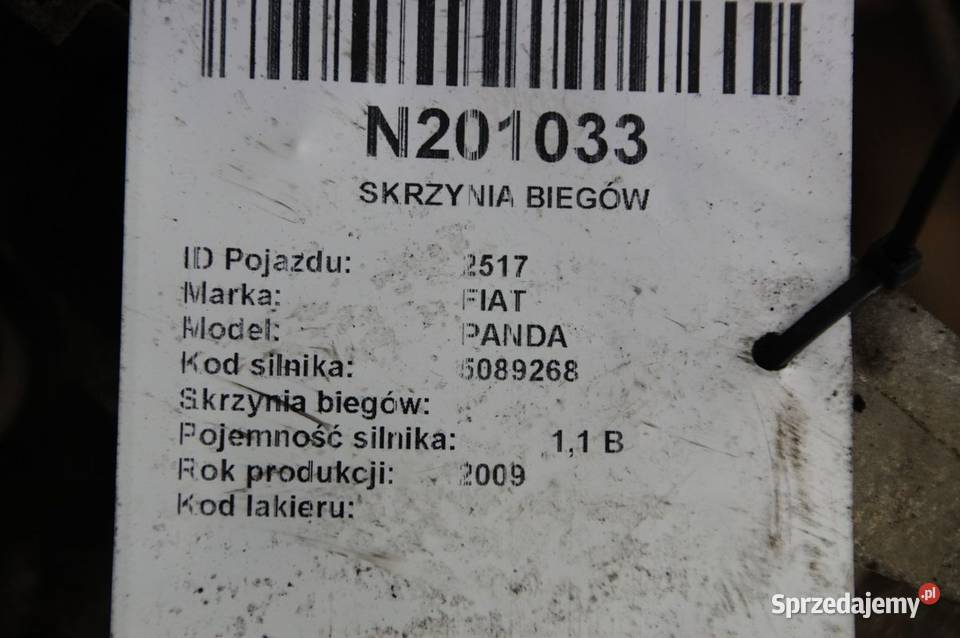 N201033
SKRZYNIA BIEGÓW
ID Pojazdu: 2517
Marka: FIAT
Model: PANDA
Kod silnika: 5089268
Skrzynia biegów:
Pojemność silnika: 1,1 B
Rok produkcji: 2009
Kod lakieru:
Sprzedajemy.pl